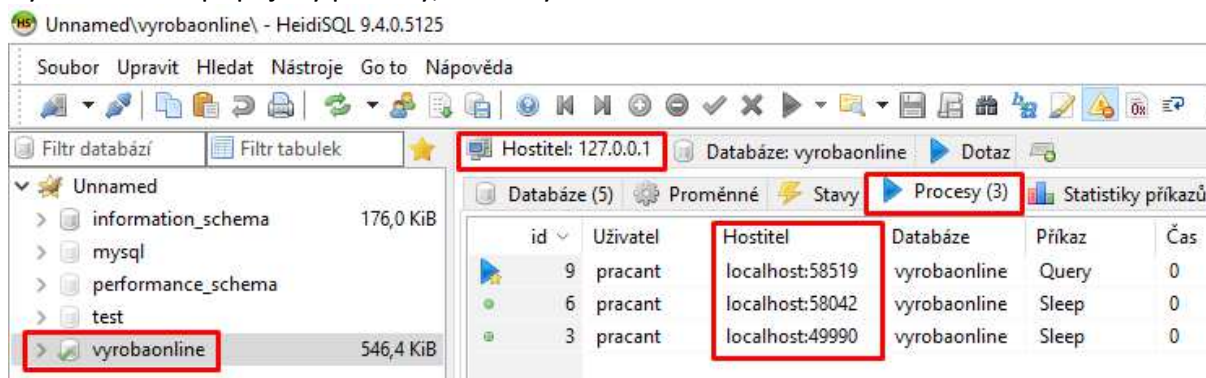 Unnamed\vyrobaonline\ - HeidiSQL 9.4.0.5125
Soubor Upravit Hledat Nástroje Go to Nápověda
Filtr databází Filtr tabulek
Hostitel: 127.0.0.1 Databáze: vyrobaonline Dotaz
Unnamed
information_schema 176,0 KiB
mysql
performance_schema
test
vyrobaonline 546,4 KiB
Databáze (5) Proměnné Stavy Procesy (3) Statistiky příkazů
id Uživatel Hostitel Databáze Příkaz Čas
9 pracant localhost:58519 vyrobaonline Query 0
6 pracant localhost:58042 vyrobaonline Sleep 0
3 pracant localhost:49990 vyrobaonline Sleep 0